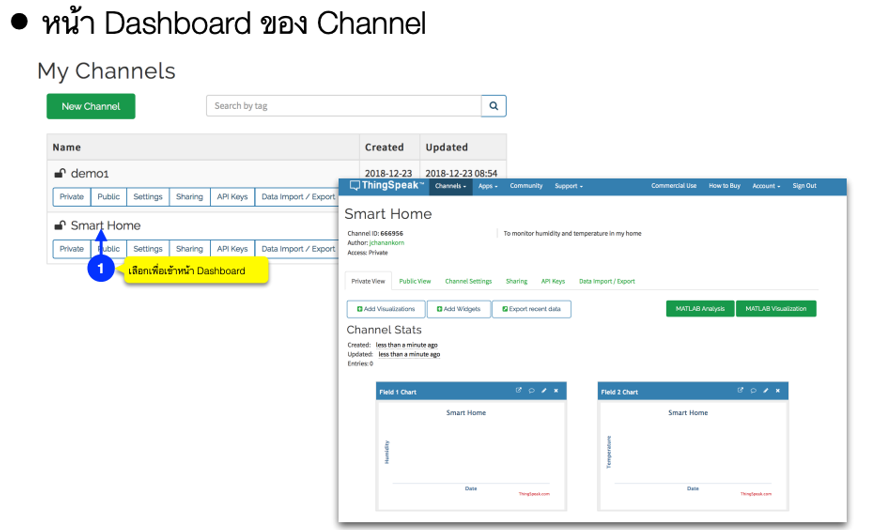 ● หน้า Dashboard ของ Channel
My Channels
New Channel
Search by tag
Name Created Updated
demo1 2018-12-23 2018-12-23 08:54
Private Public Settings Sharing API Keys Data Import / Export
Smart Home
Private Public Settings Sharing API Keys Data Import / Export
1 เลือกเพื่อเข้าหน้า Dashboard
ThingSpeak™ Channels Apps Community Support Commercial Use How to Buy Account Sign Out
Smart Home
Channel ID: 666956 To monitor humidity and temperature in my home
Author: jchanankorn
Access: Private
Private View Public View Channel Settings Sharing API Keys Data Import / Export
Add Visualizations Add Widgets Export recent data MATLAB Analysis MATLAB Visualization
Channel Stats
Created: less than a minute ago
Updated: less than a minute ago
Entries: 0
Field 1 Chart
Smart Home
Humidity
Date
ThingSpeak.com
Field 2 Chart
Smart Home
Temperature
Date
ThingSpeak.com